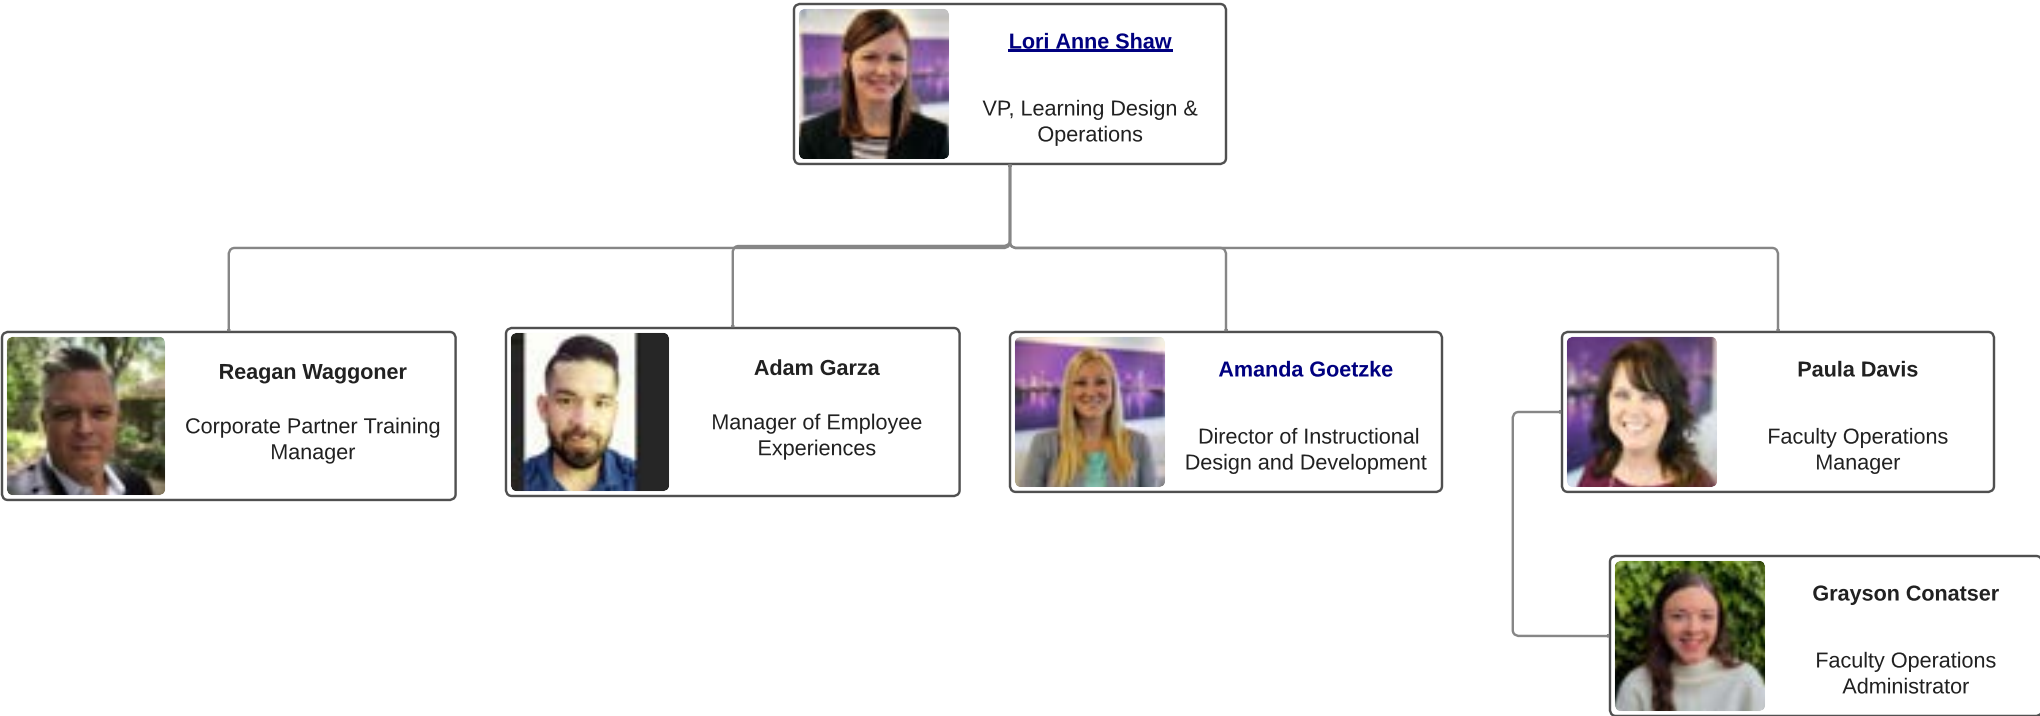 Lori Anne Shaw
VP, Learning Design &
Operations
Reagan Waggoner
Corporate Partner Training
Manager
Adam Garza
Manager of Employee
Experiences
Amanda Goetzke
Director of Instructional
Design and Development
Paula Davis
Faculty Operations
Manager
Grayson Conatser
Faculty Operations
Administrator